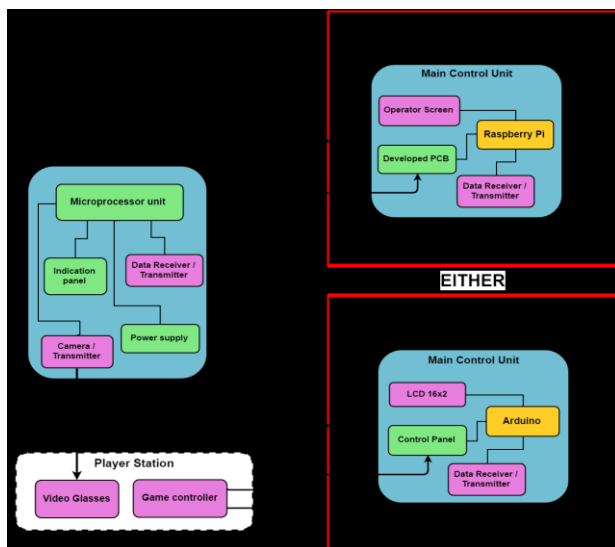 Main Control Unit
Operator Screen
Raspberry Pi
Developed PCB
Data Receiver /
Transmitter
Microprocessor unit
Indication
panel
Data Receiver /
Transmitter
Power supply
Camera /
Transmitter
EITHER
Main Control Unit
LCD 16x2
Arduino
Control Panel
Data Receiver /
Transmitter
Player Station
Video Glasses
Game controller